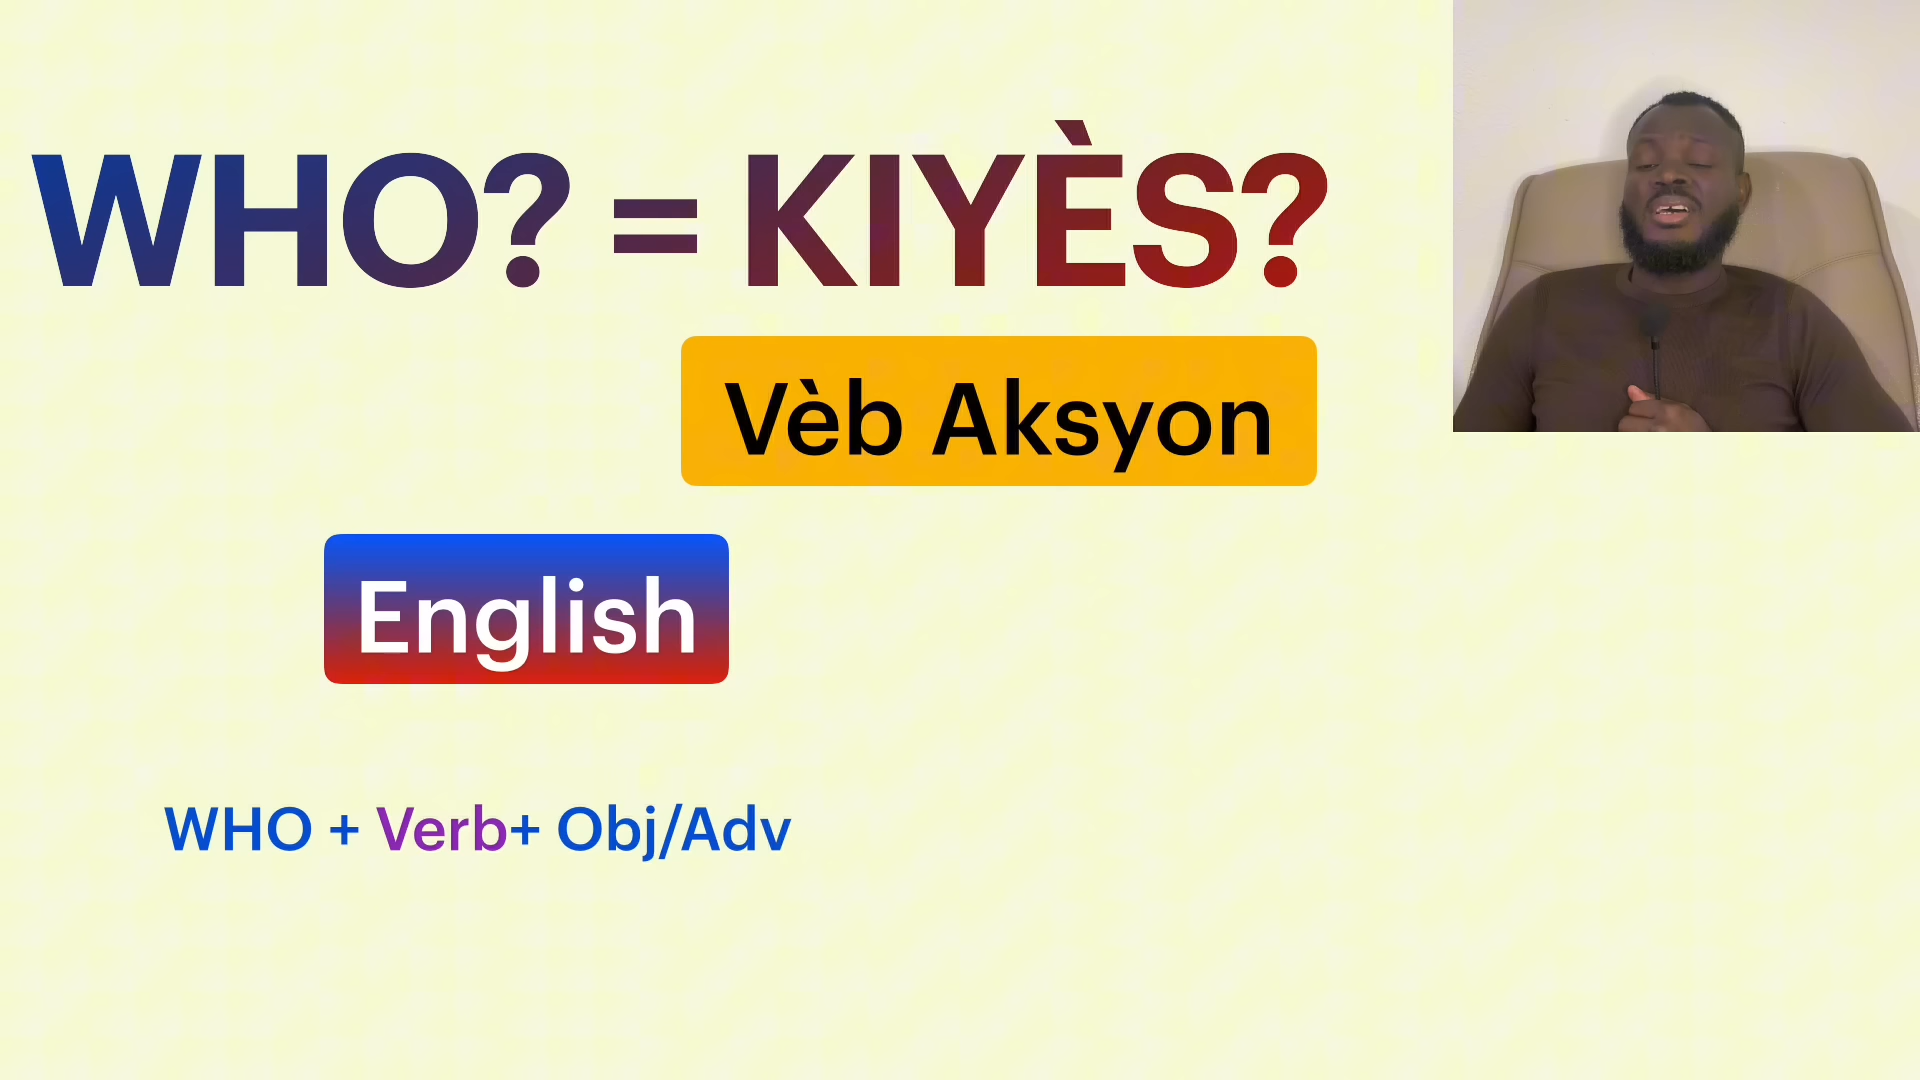 WHO? = KIYÈS?
Vèb Aksyon
English
WHO + Verb+ Obj/Adv